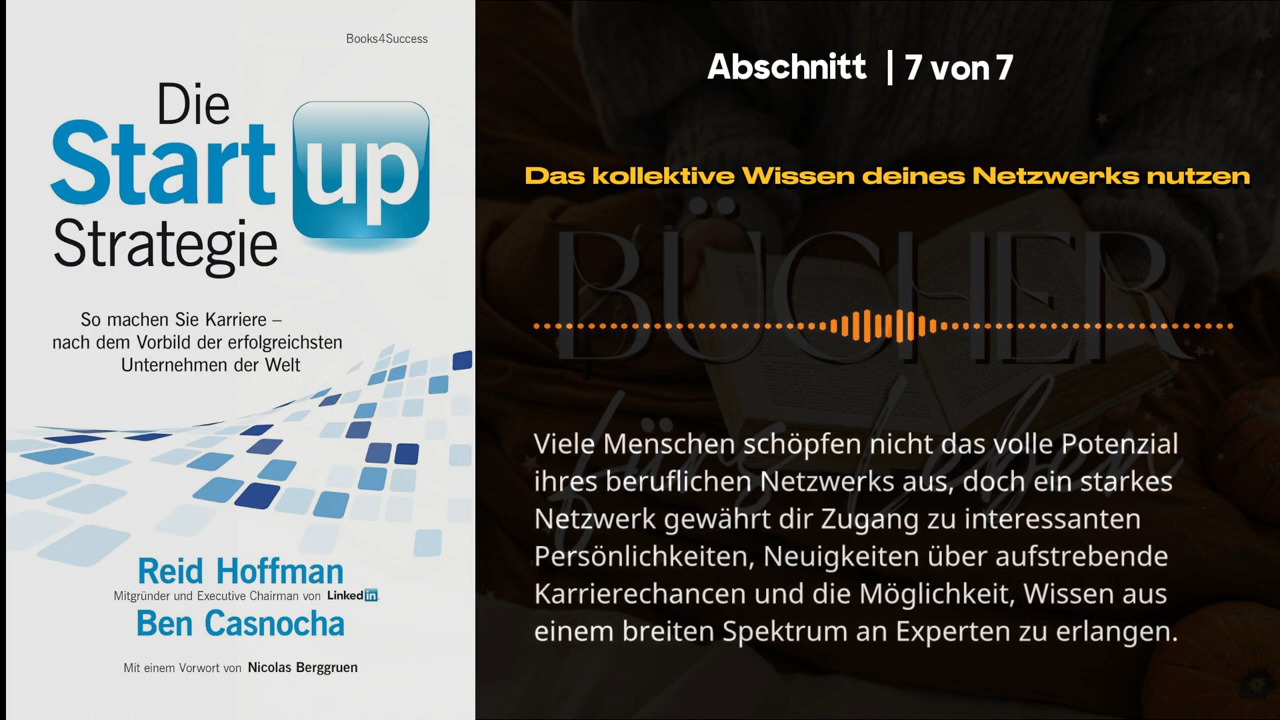 Books4Success
Die
Startup
Strategie
So machen Sie Karriere –
nach dem Vorbild der erfolgreichsten
Unternehmen der Welt
Reid Hoffman
Mitgründer und Executive Chairman von LinkedIn
Ben Casnocha
Mit einem Vorwort von Nicolas Berggruen
Abschnitt | 7 von 7
Das kollektive Wissen deines Netzwerks nutzen
BÜCHER
fürs Leben
Viele Menschen schöpfen nicht das volle Potenzial
ihres beruflichen Netzwerks aus, doch ein starkes
Netzwerk gewährt dir Zugang zu interessanten
Persönlichkeiten, Neuigkeiten über aufstrebende
Karrierechancen und die Möglichkeit, Wissen aus
einem breiten Spektrum an Experten zu erlangen.